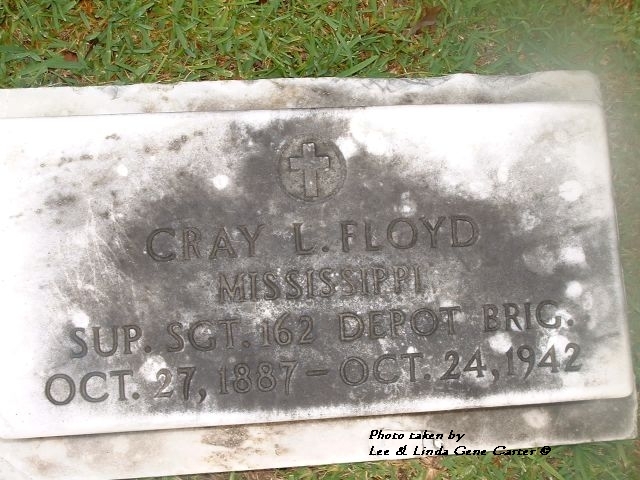 CRAY L. FLOYD
MISSISSIPPI
SUP. SGT. 162 DEPOT BRIG.
OCT. 27, 1887 – OCT. 24, 1942
Photo taken by
Lee & Linda Gene Carter ©